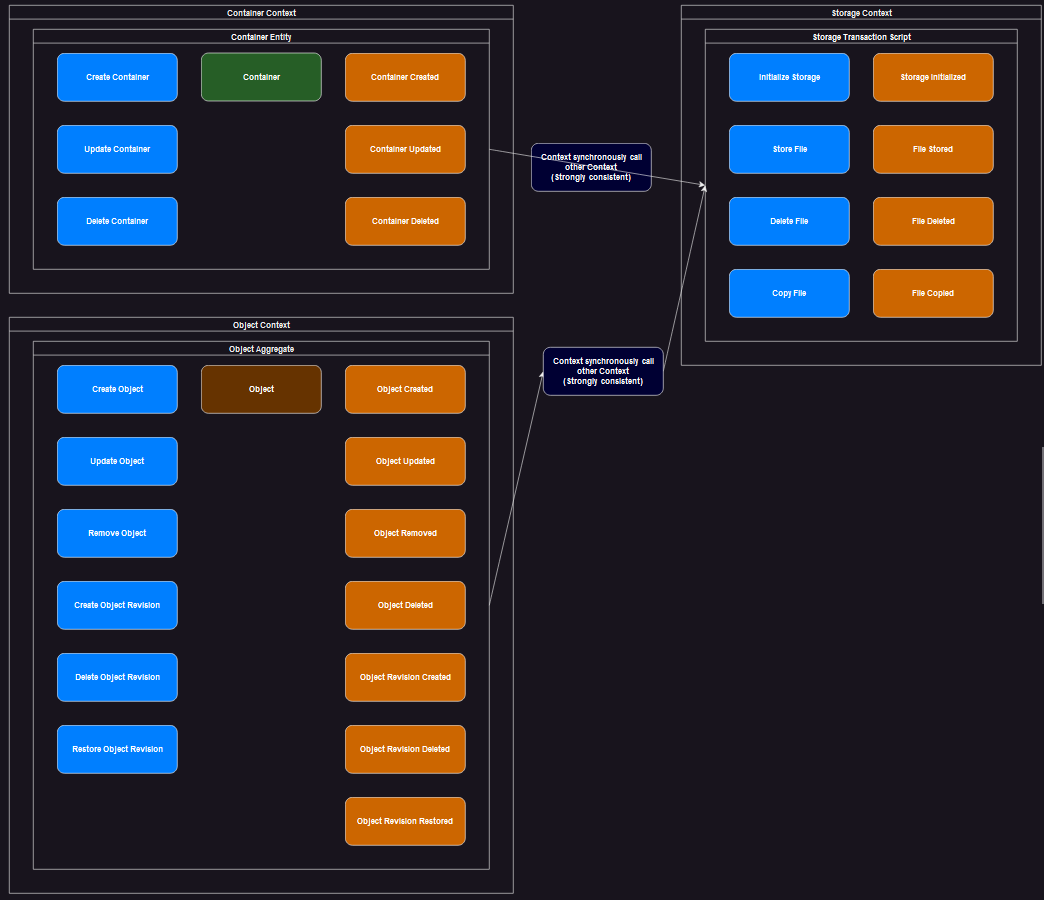 Container Context
Container Entity
Create Container
Container
Container Created
Update Container
Container Updated
Delete Container
Container Deleted
Context synchronously call
other Context
(Strongly consistent)
Storage Context
Storage Transaction Script
Initialize Storage
Storage Initialized
Store File
File Stored
Delete File
File Deleted
Copy File
File Copied
Object Context
Object Aggregate
Create Object
Object
Object Created
Update Object
Object Updated
Remove Object
Object Removed
Create Object Revision
Object Deleted
Delete Object Revision
Object Revision Created
Restore Object Revision
Object Revision Deleted
Object Revision Restored
Context synchronously call
other Context
(Strongly consistent)